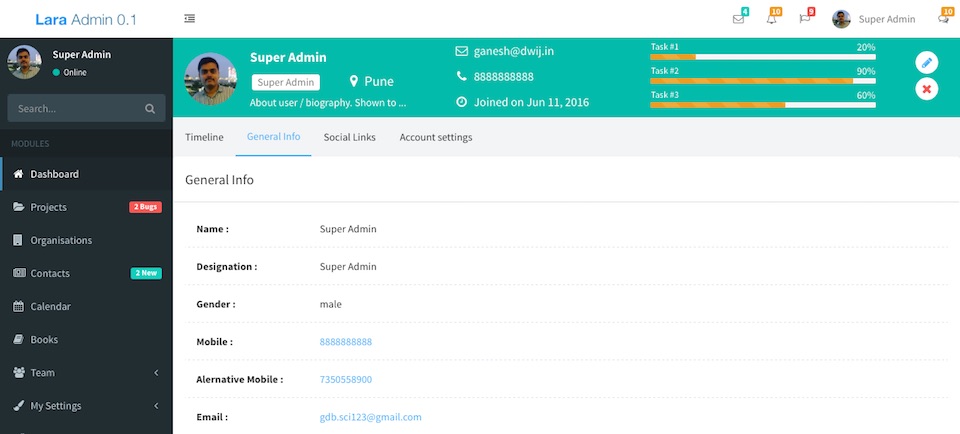 Lara Admin 0.1
4
10
9
Super Admin
10
Super Admin
Online
Search...
MODULES
Dashboard
Projects
2 Bugs
Organisations
Contacts
2 New
Calendar
Books
Team
My Settings
Super Admin
Super Admin
Pune
About user / biography. Shown to ...
ganesh@dwij.in
8888888888
Joined on Jun 11, 2016
Task #1 20%
Task #2 90%
Task #3 60%
Timeline General Info Social Links Account settings
General Info
Name : Super Admin
Designation : Super Admin
Gender : male
Mobile : 8888888888
Alernative Mobile : 7350558900
Email : gdb.sci123@gmail.com